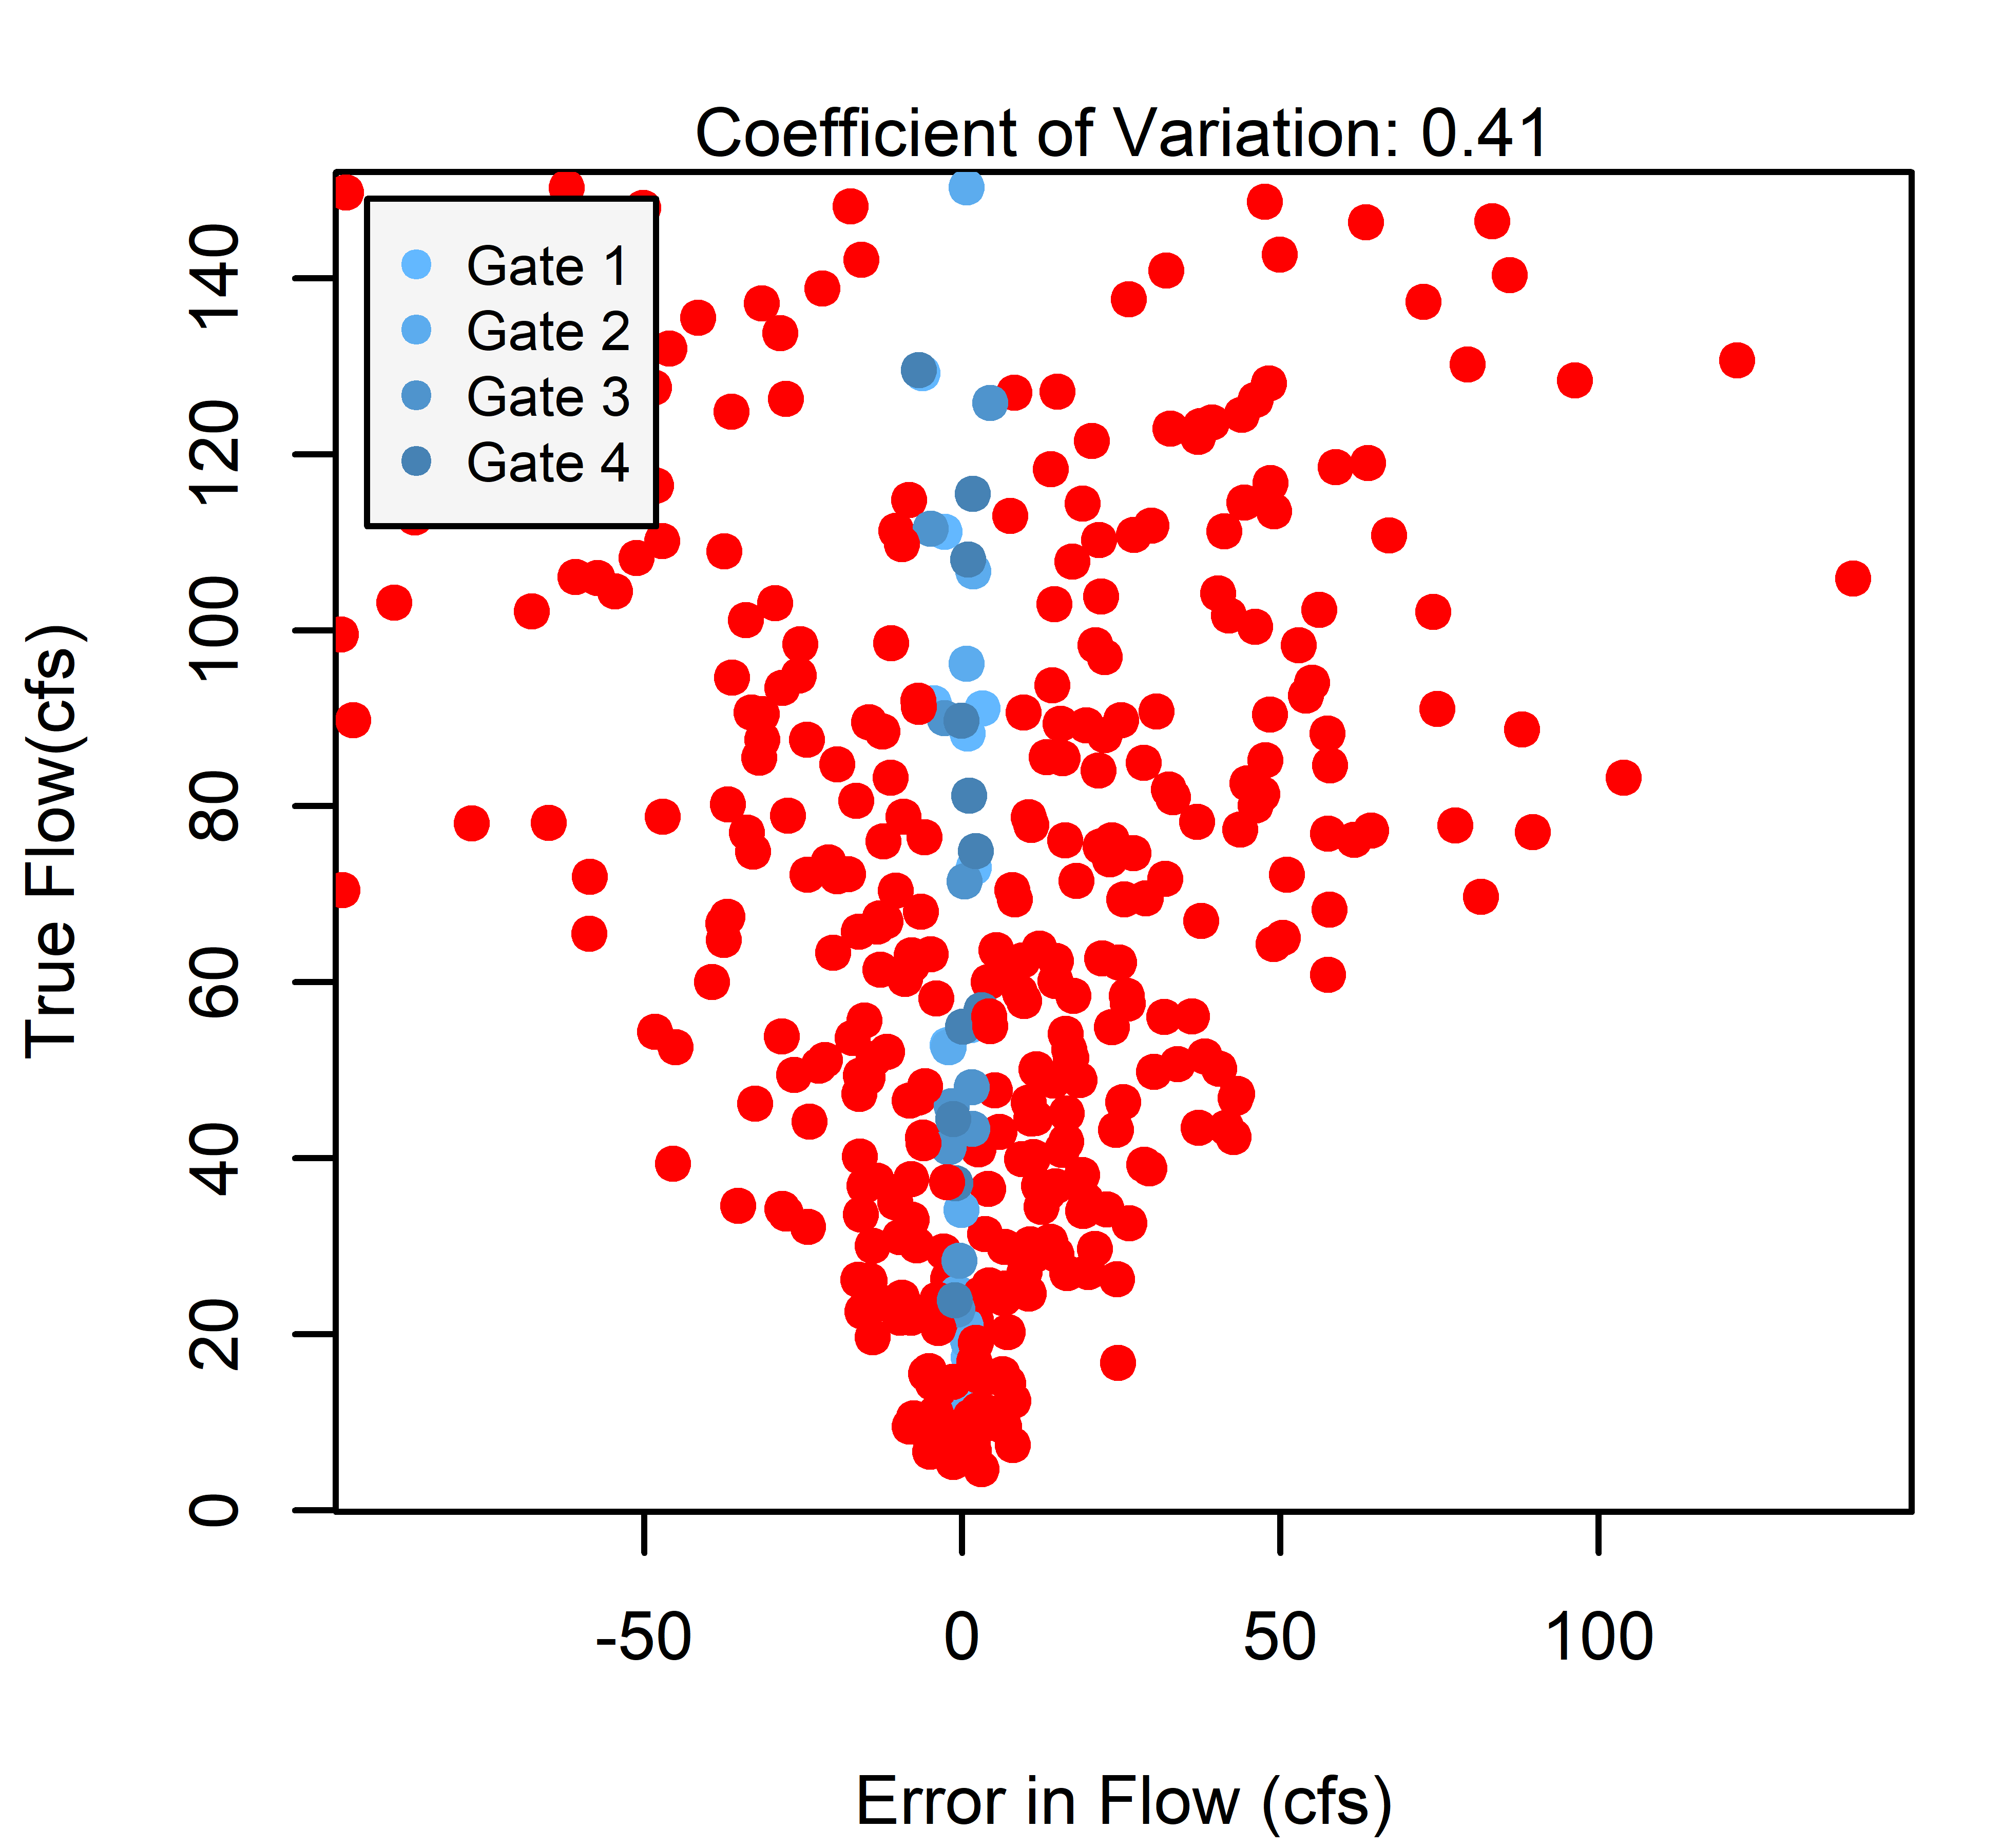 Coefficient of Variation: 0.41
Gate 1
Gate 2
Gate 3
Gate 4
True Flow(cfs)
140
120
100
80
60
40
20
0
-50 0 50 100
Error in Flow (cfs)